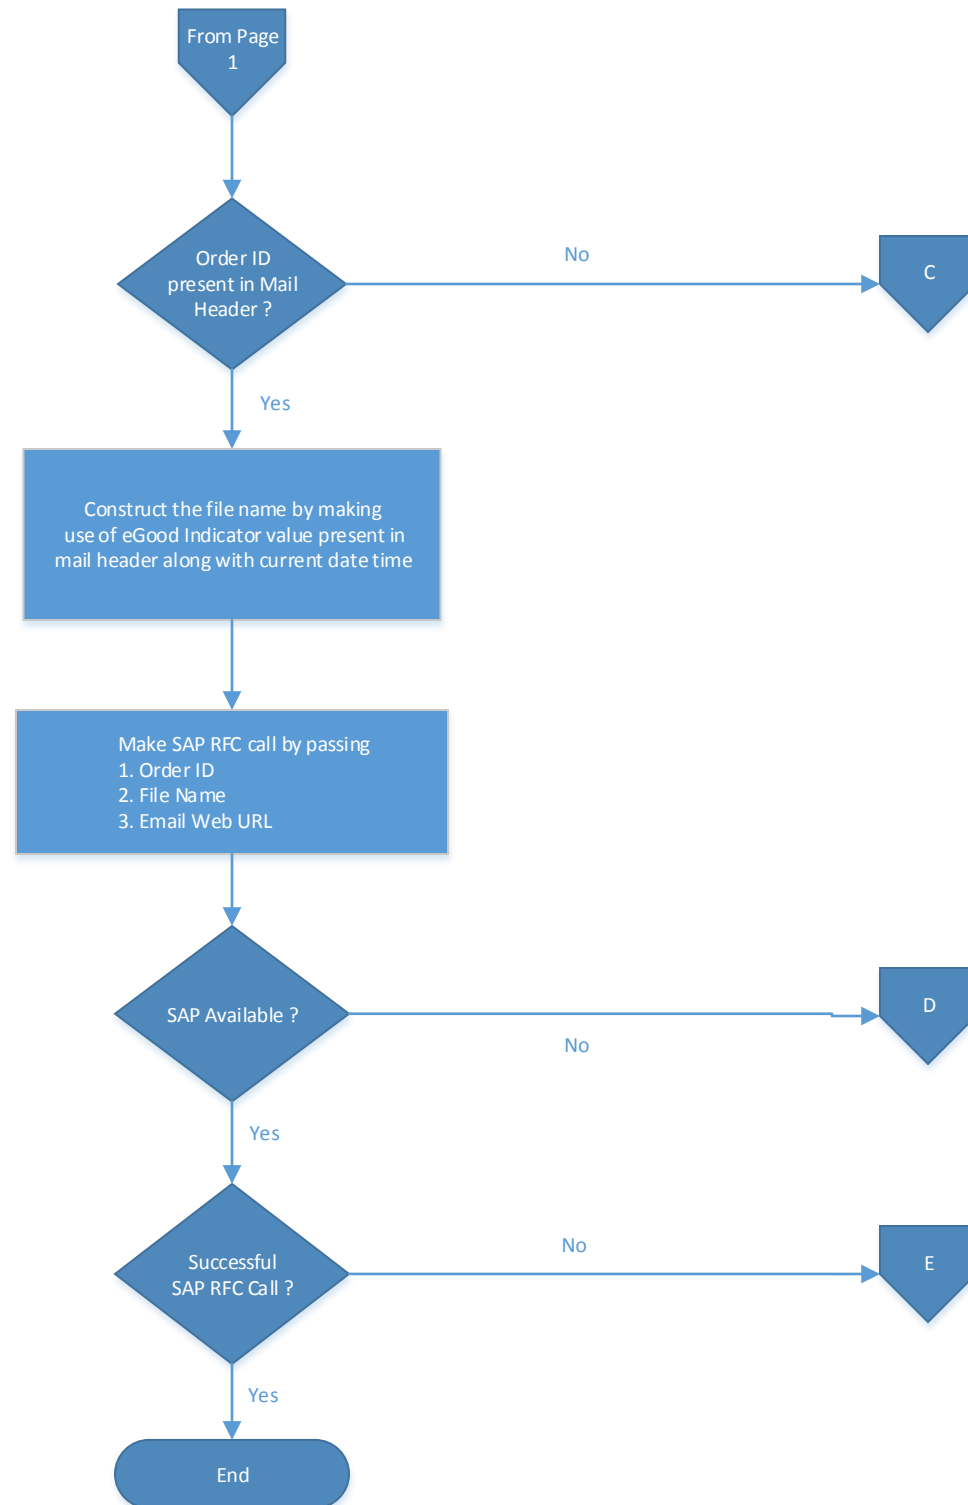 From Page
1
Order ID
present in Mail
Header ?
No
C
Yes
Construct the file name by making
use of eGood Indicator value present in
mail header along with current date time
Make SAP RFC call by passing
1. Order ID
2. File Name
3. Email Web URL
SAP Available ?
D
No
Yes
Successful
SAP RFC Call ?
No
E
Yes
End